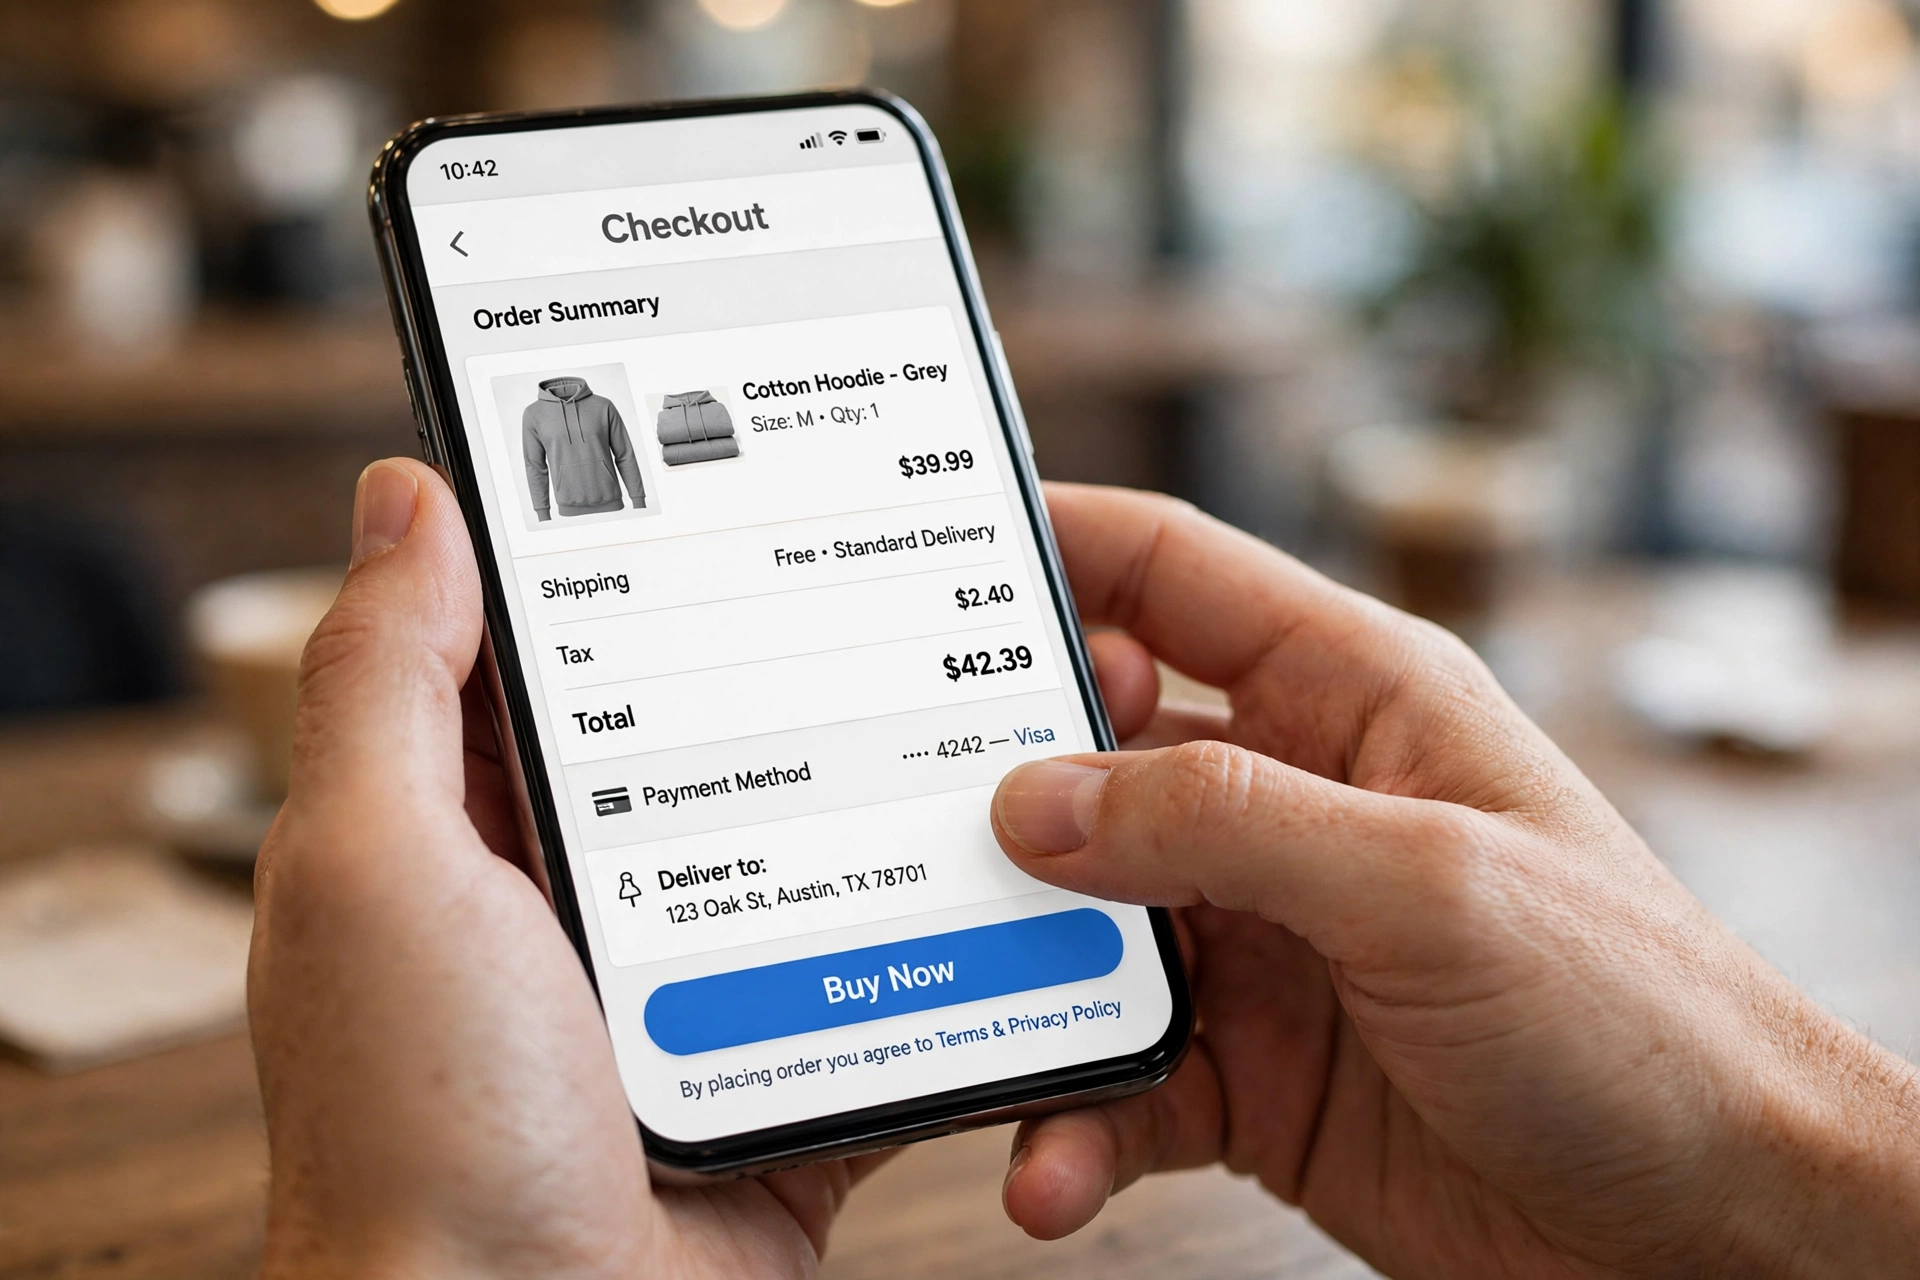 10:42
Checkout
Order Summary
Cotton Hoodie - Grey
Size: M • Qty: 1
$39.99
Shipping
Free • Standard Delivery
Tax
$2.40
Total
$42.39
Payment Method
•••• 4242 — Visa
Deliver to:
123 Oak St, Austin, TX 78701
Buy Now
By placing order you agree to Terms & Privacy Policy